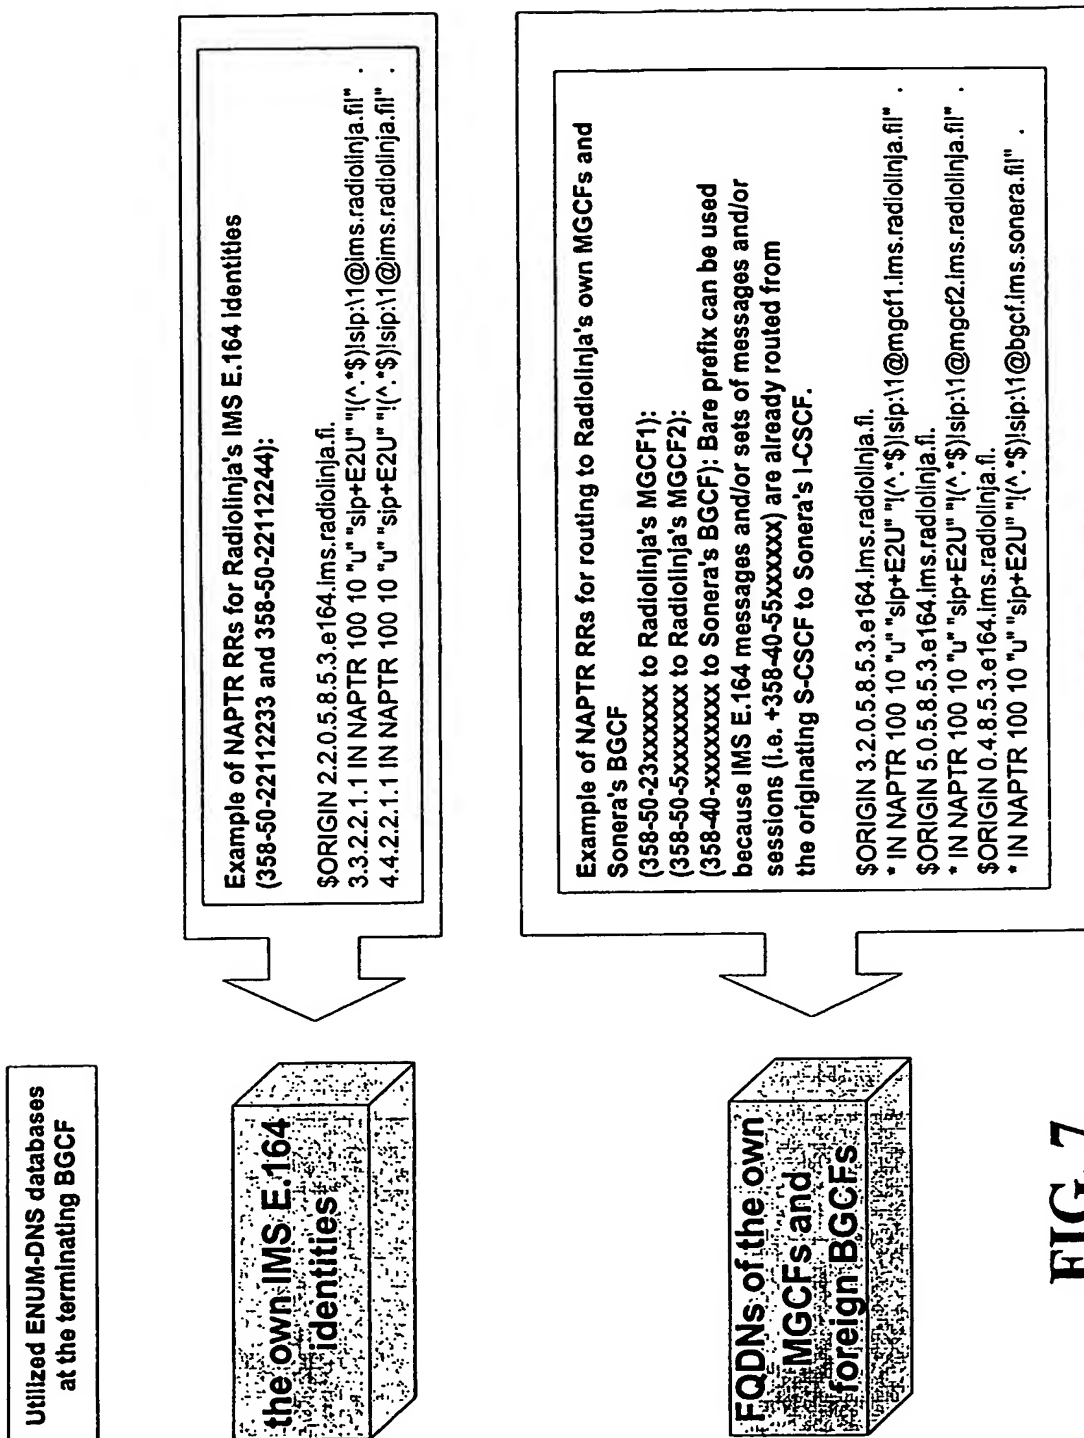 Utilized ENUM-DNS databases
at the terminating BGCF
the own IMS E.164
identities
Example of NAPTR RRs for Radiolinja's IMS E.164 identities
(358-50-22112233 and 358-50-22112244):
$ORIGIN 2.2.0.5.8.5.3.e164.ims.radiolinja.fi.
3.3.2.2.1.1 IN NAPTR 100 10 "u" "sip+E2U" "!(^.*$)!sip:\1@ims.radiolinja.fi!" .
4.4.2.2.1.1 IN NAPTR 100 10 "u" "sip+E2U" "!(^.*$)!sip:\1@ims.radiolinja.fi!" .
FQDNs of the own
MGCFs and
foreign BGCFs
Example of NAPTR RRs for routing to Radiolinja's own MGCFs and
Sonera's BGCF
(358-50-23xxxxxx to Radiolinja's MGCF1):
(358-50-5xxxxxxx to Radiolinja's MGCF2):
(358-40-xxxxxxxx to Sonera's BGCF): Bare prefix can be used
because IMS E.164 messages and/or sets of messages and/or
sessions (i.e. +358-40-55xxxxxx) are already routed from
the originating S-CSCF to Sonera's I-CSCF.
$ORIGIN 3.2.0.5.8.5.3.e164.ims.radiolinja.fi.
* IN NAPTR 100 10 "u" "sip+E2U" "!(^.*$)!sip:\1@mgcf1.ims.radiolinja.fi!" .
$ORIGIN 5.0.5.8.5.3.e164.ims.radiolinja.fi.
* IN NAPTR 100 10 "u" "sip+E2U" "!(^.*$)!sip:\1@mgcf2.ims.radiolinja.fi!" .
$ORIGIN 0.4.8.5.3.e164.ims.radiolinja.fi.
* IN NAPTR 100 10 "u" "sip+E2U" "!(^.*$)!sip:\1@bgcf.ims.sonera.fi!" .
FIG. 7